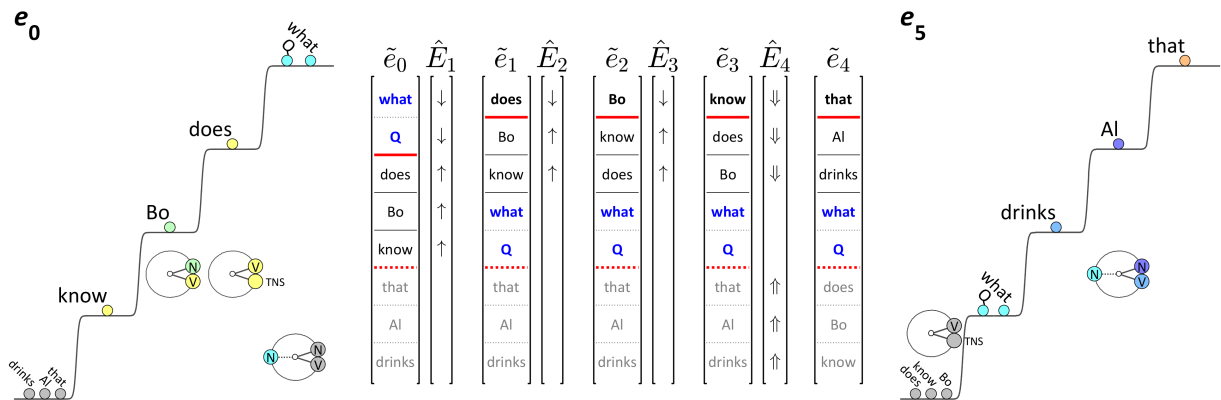 e0
what
Q
does
Bo
N
V
V
TNS
know
N
N
V
drinks
Al
that
ẽ0 Ê1 ẽ1 Ê2 ẽ2 Ê3 ẽ3 Ê4 ẽ4
what ↓ does ↓ Bo ↓ know ⇓ that
Q ↓ Bo ↑ know ↑ does ⇓ Al
does ↑ know ↑ does ↑ Bo ⇓ drinks
Bo ↑ what what what what
know ↑ Q Q Q Q
that that that that ⇑ does
Al Al Al Al ⇑ Bo
drinks drinks drinks drinks ⇑ know
e5
that
Al
drinks
N
N
V
what
Q
V
TNS
does
know
Bo